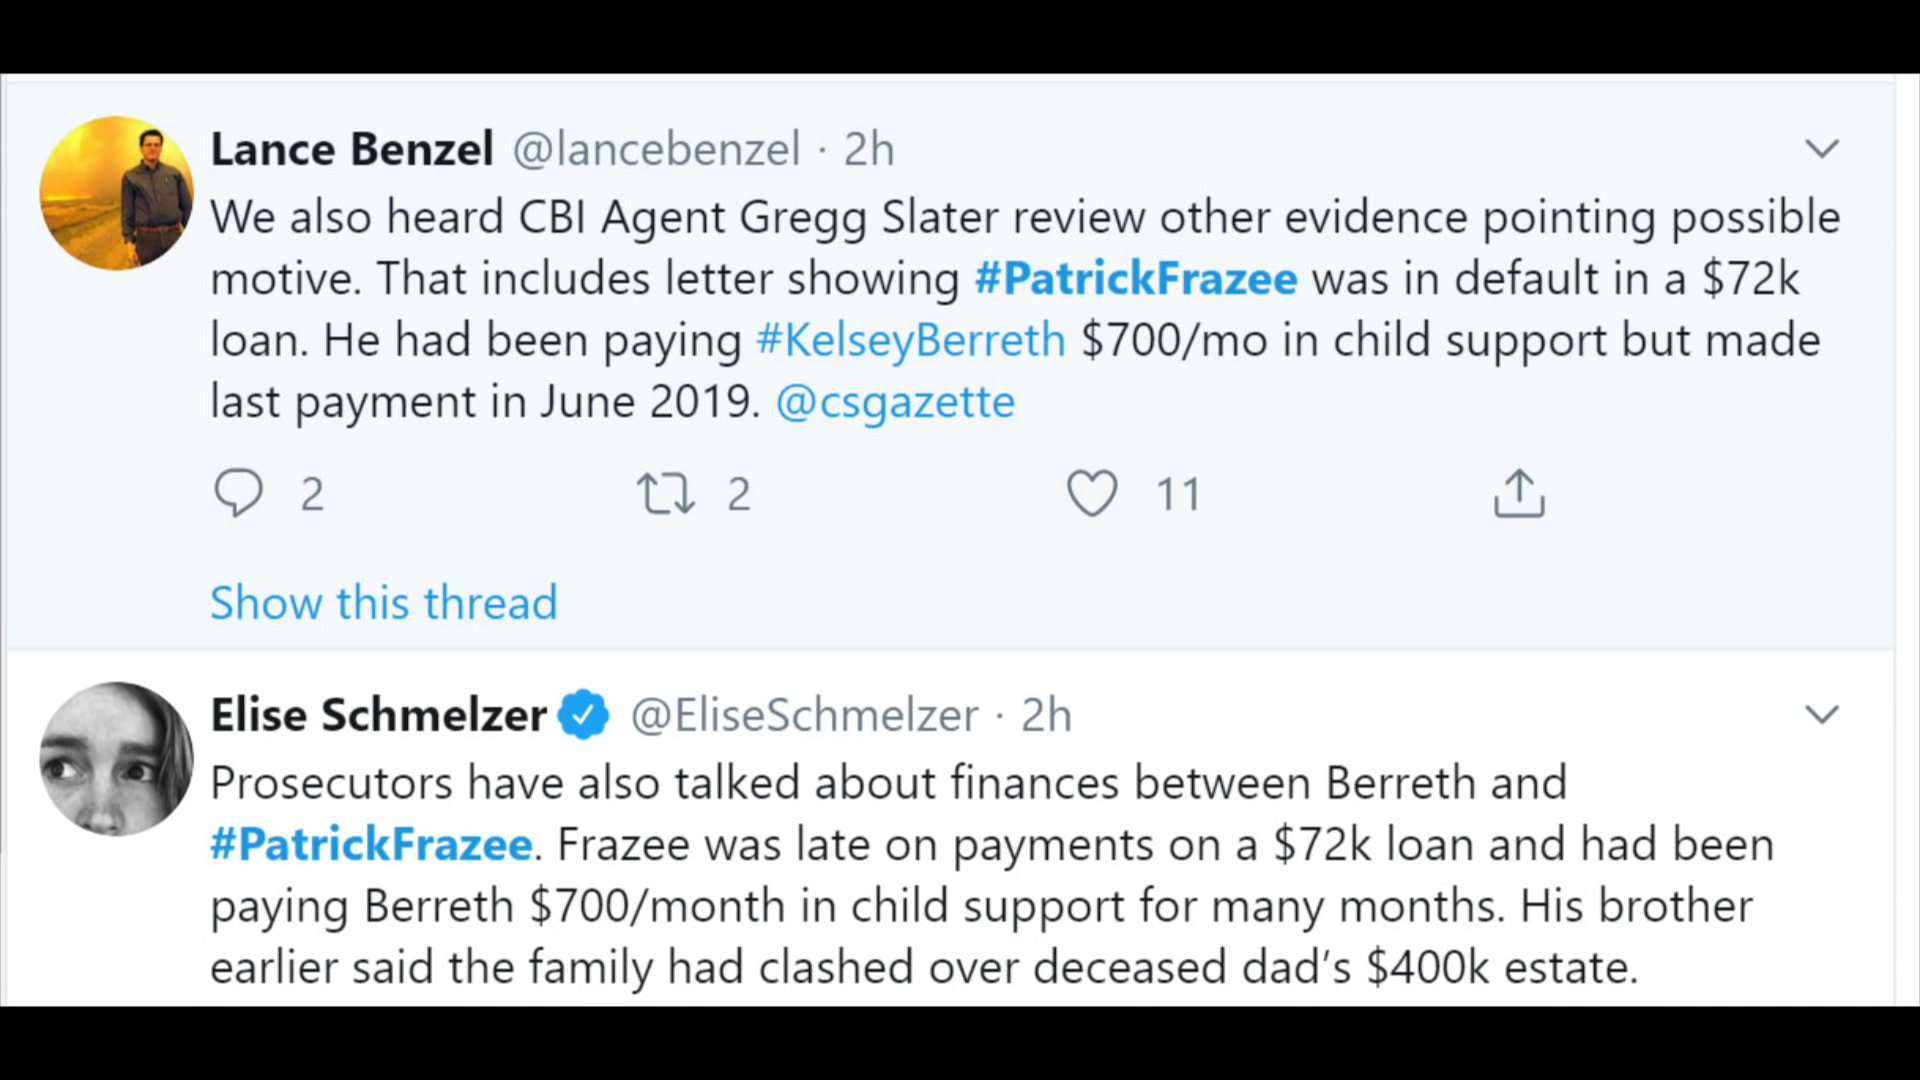 Lance Benzel @lancebenzel · 2h
We also heard CBI Agent Gregg Slater review other evidence pointing possible
motive. That includes letter showing #PatrickFrazee was in default in a $72k
loan. He had been paying #KelseyBerreth $700/mo in child support but made
last payment in June 2019. @csgazette
2 2 11
Show this thread
Elise Schmelzer @EliseSchmelzer · 2h
Prosecutors have also talked about finances between Berreth and
#PatrickFrazee. Frazee was late on payments on a $72k loan and had been
paying Berreth $700/month in child support for many months. His brother
earlier said the family had clashed over deceased dad’s $400k estate.